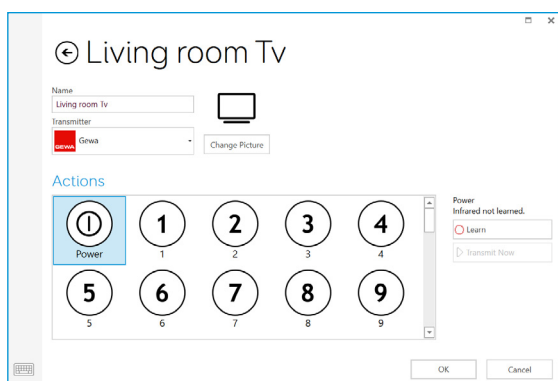 Living room Tv
Name
Living room Tv
Transmitter
GEWA
Gewa
Change Picture
Actions
Power
1
1
2
2
3
3
4
4
5
5
6
6
7
7
8
8
9
9
Power
Infrared not learned.
Learn
Transmit Now
OK
Cancel